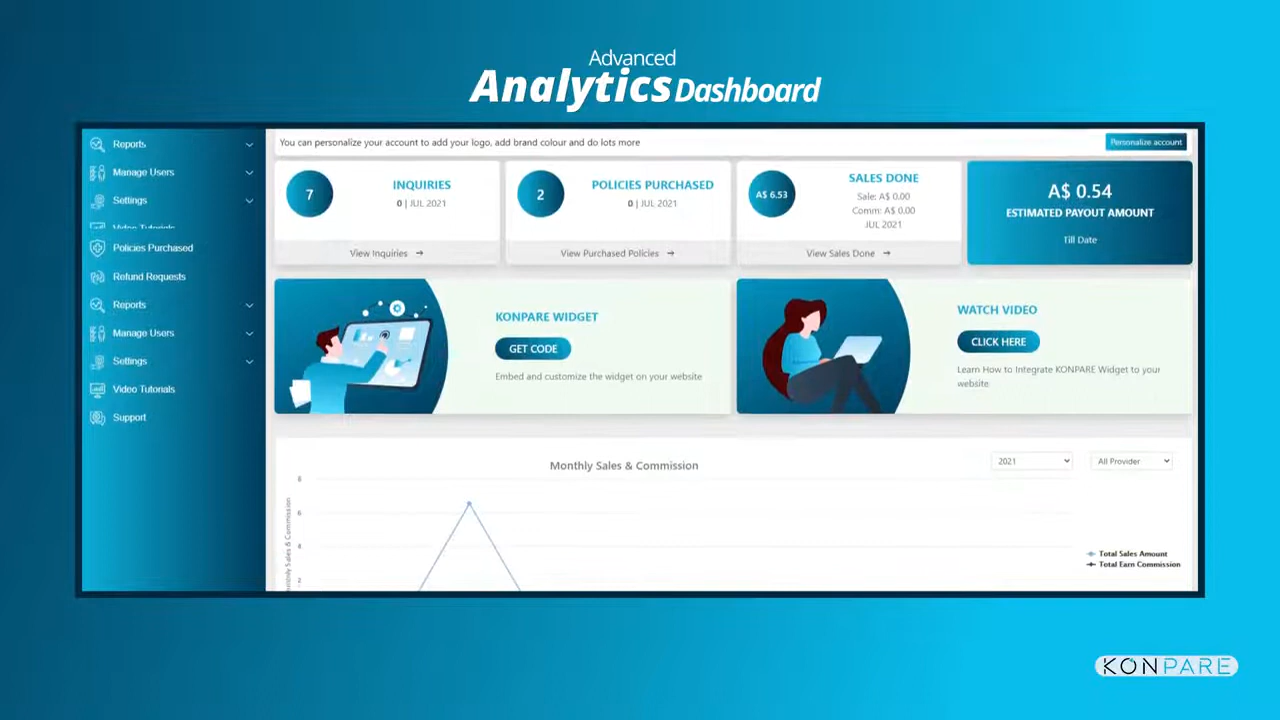 Advanced
Analytics Dashboard
Reports
Manage Users
Settings
Video Tutorials
Policies Purchased
Refund Requests
Reports
Manage Users
Settings
Video Tutorials
Support
You can personalize your account to add your logo, add brand colour and do lots more
Personalize account
7
INQUIRIES
0 | JUL 2021
View Inquiries →
2
POLICIES PURCHASED
0 | JUL 2021
View Purchased Policies →
A$ 6.53
SALES DONE
Sale: A$ 0.00
Comm: A$ 0.00
JUL 2021
View Sales Done →
A$ 0.54
ESTIMATED PAYOUT AMOUNT
Till Date
KONPARE WIDGET
GET CODE
Embed and customize the widget on your website
WATCH VIDEO
CLICK HERE
Learn How to Integrate KONPARE Widget to your
website
Monthly Sales & Commission
2021
All Provider
8
6
4
2
Sales & Commission
Total Sales Amount
Total Earn Commission
KONPARE